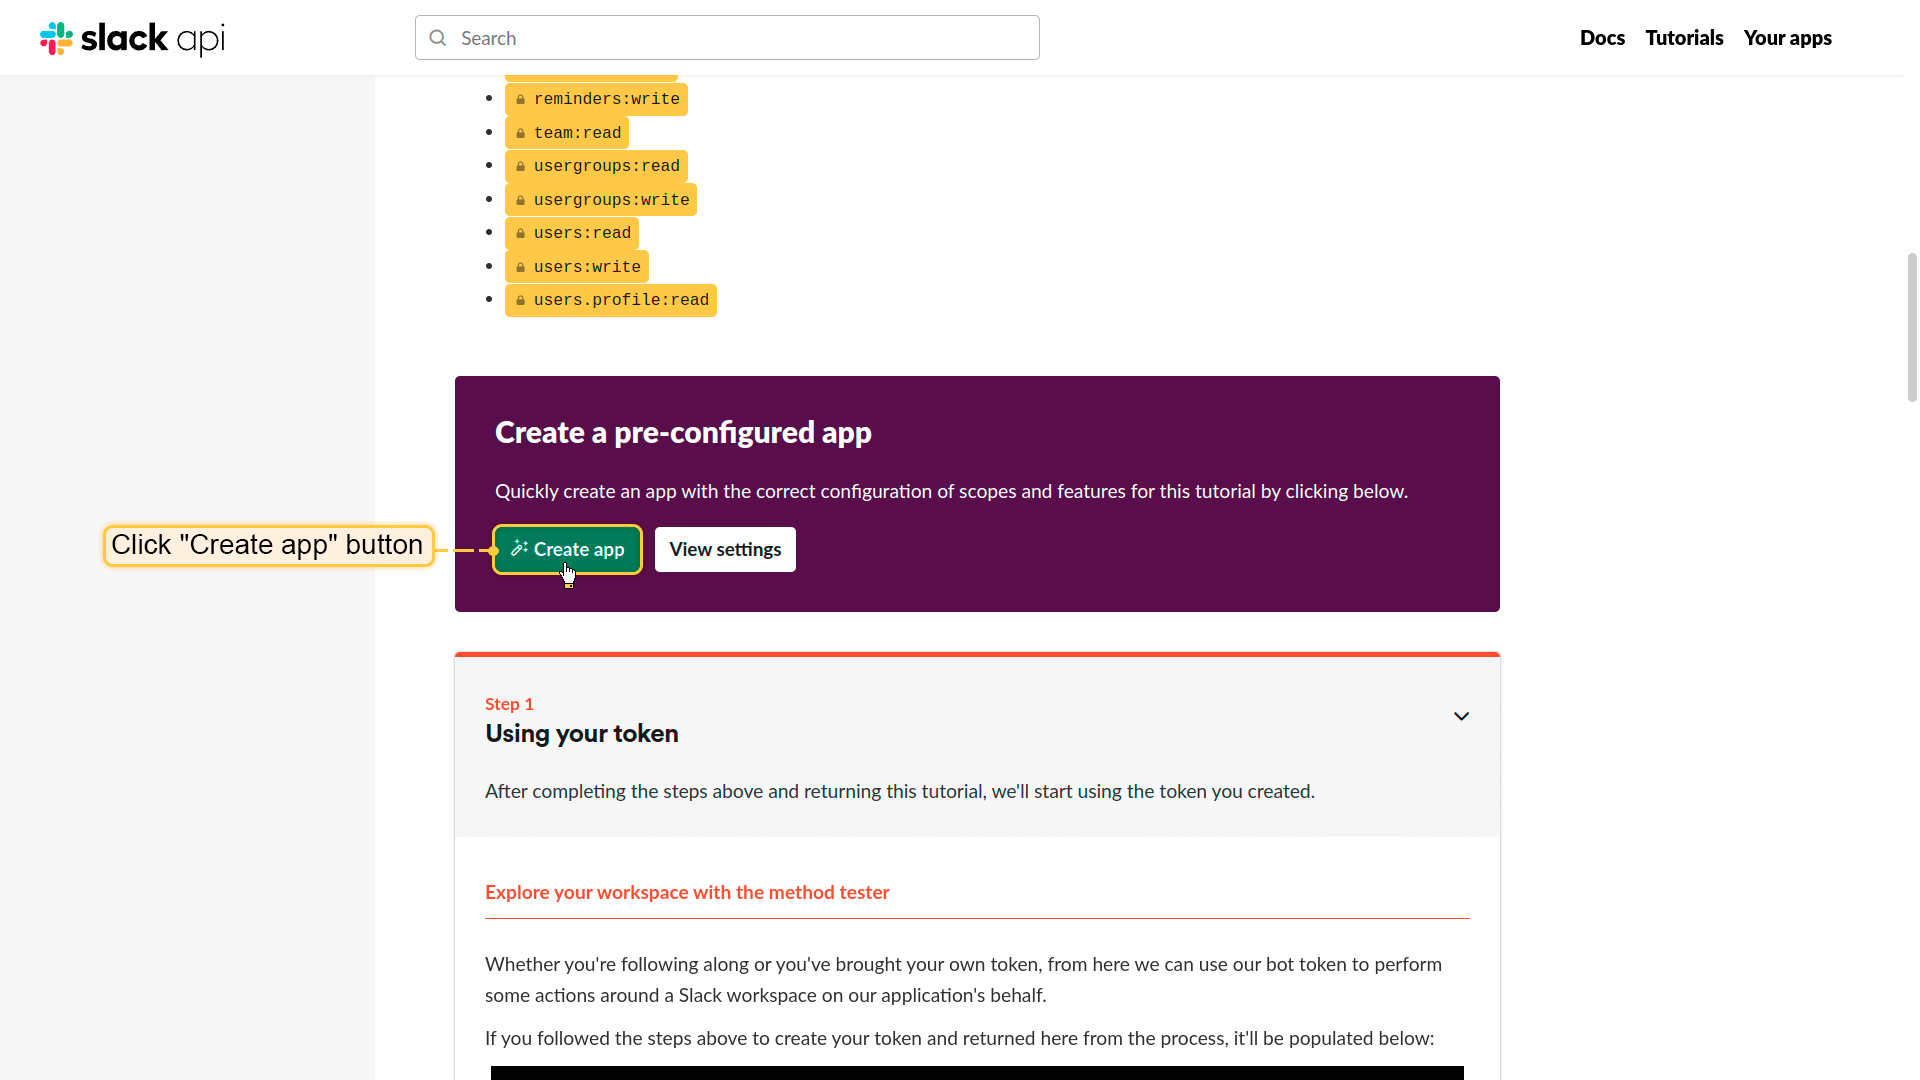 slack api
Search
Docs
Tutorials
Your apps
reminders:write
team:read
usergroups:read
usergroups:write
users:read
users:write
users.profile:read
Create a pre-configured app
Quickly create an app with the correct configuration of scopes and features for this tutorial by clicking below.
Click "Create app" button
Create app
View settings
Step 1
Using your token
After completing the steps above and returning this tutorial, we'll start using the token you created.
Explore your workspace with the method tester
Whether you're following along or you've brought your own token, from here we can use our bot token to perform
some actions around a Slack workspace on our application's behalf.
If you followed the steps above to create your token and returned here from the process, it'll be populated below: